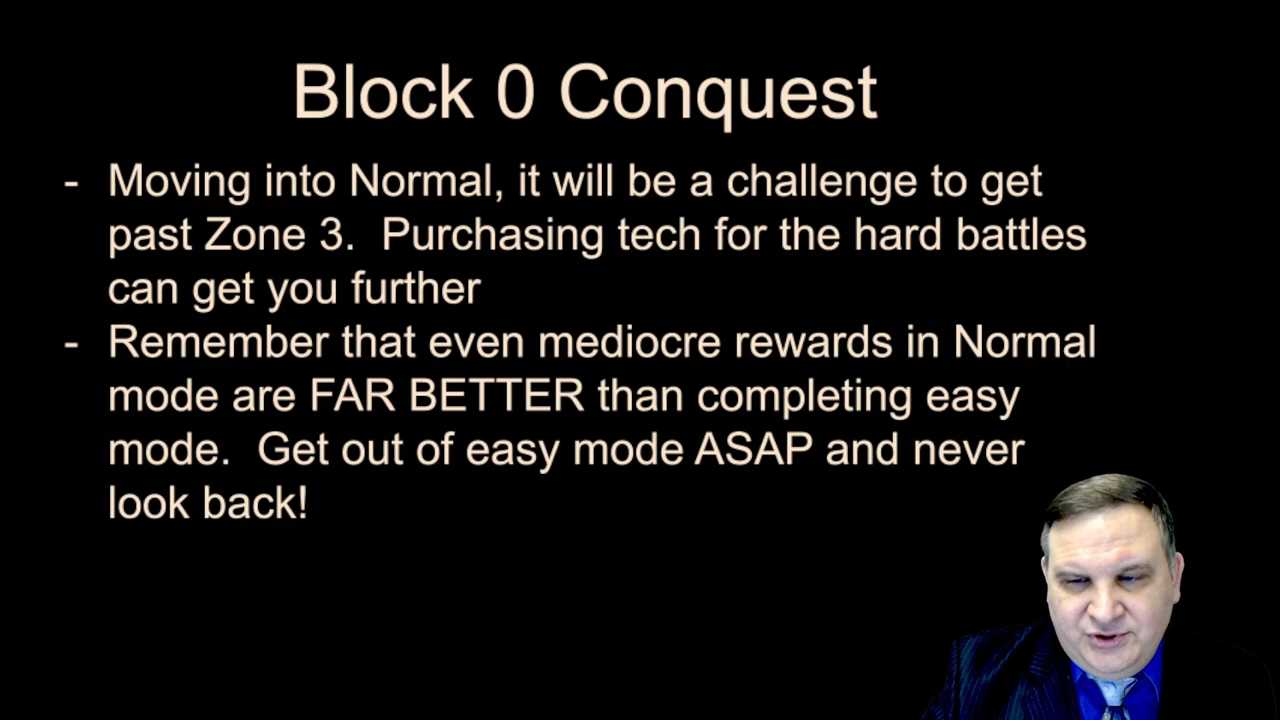 Block 0 Conquest
- Moving into Normal, it will be a challenge to get
past Zone 3.  Purchasing tech for the hard battles
can get you further
- Remember that even mediocre rewards in Normal
mode are FAR BETTER than completing easy
mode.  Get out of easy mode ASAP and never
look back!